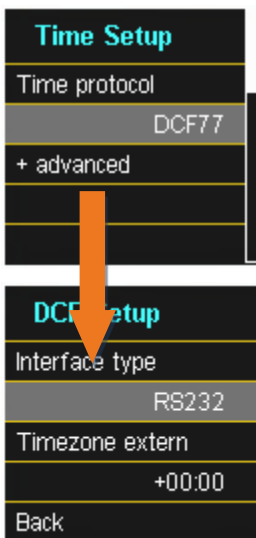 Time Setup
Time protocol
DCF77
+ advanced
DCF Setup
Interface type
RS232
Timezone extern
+00:00
Back